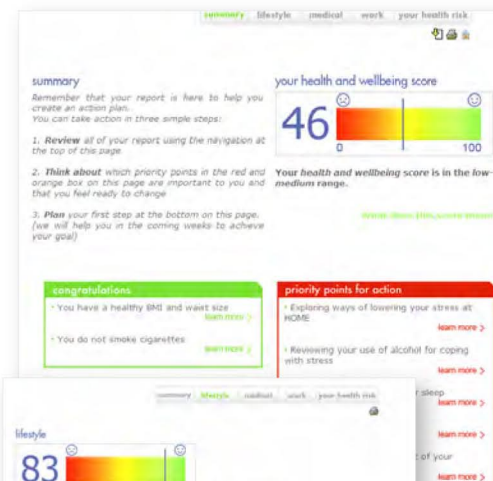 summary lifestyle medical work your health risk
summary
Remember that your report is here to help you
create an action plan.
You can take action in three simple steps:
1. Review all of your report using the navigation at
the top of this page
2. Think about which priority points in the red and
orange box on this page are important to you and
that you feel ready to change
3. Plan your first step at the bottom on this page.
(we will help you in the coming weeks to achieve
your goal)
your health and wellbeing score
46
0 100
Your health and wellbeing score is in the low-
medium range.
congratulations
· You have a healthy BMI and waist size
learn more >
· You do not smoke cigarettes
learn more >
priority points for action
· Exploring ways of lowering your stress at
HOME
learn more >
· Reviewing your use of alcohol for coping
with stress
learn more >
sleep
learn more >
learn more >
of your
learn more >
summary lifestyle medical work your health risk
lifestyle
83